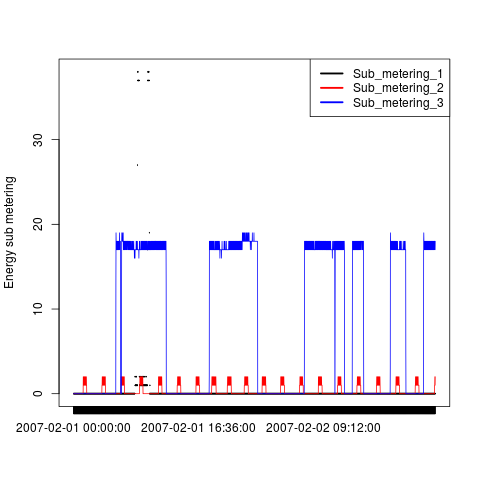 Sub_metering_1
Sub_metering_2
Sub_metering_3
Energy sub metering
30
20
10
0
2007-02-01 00:00:00 2007-02-01 16:36:00 2007-02-02 09:12:00